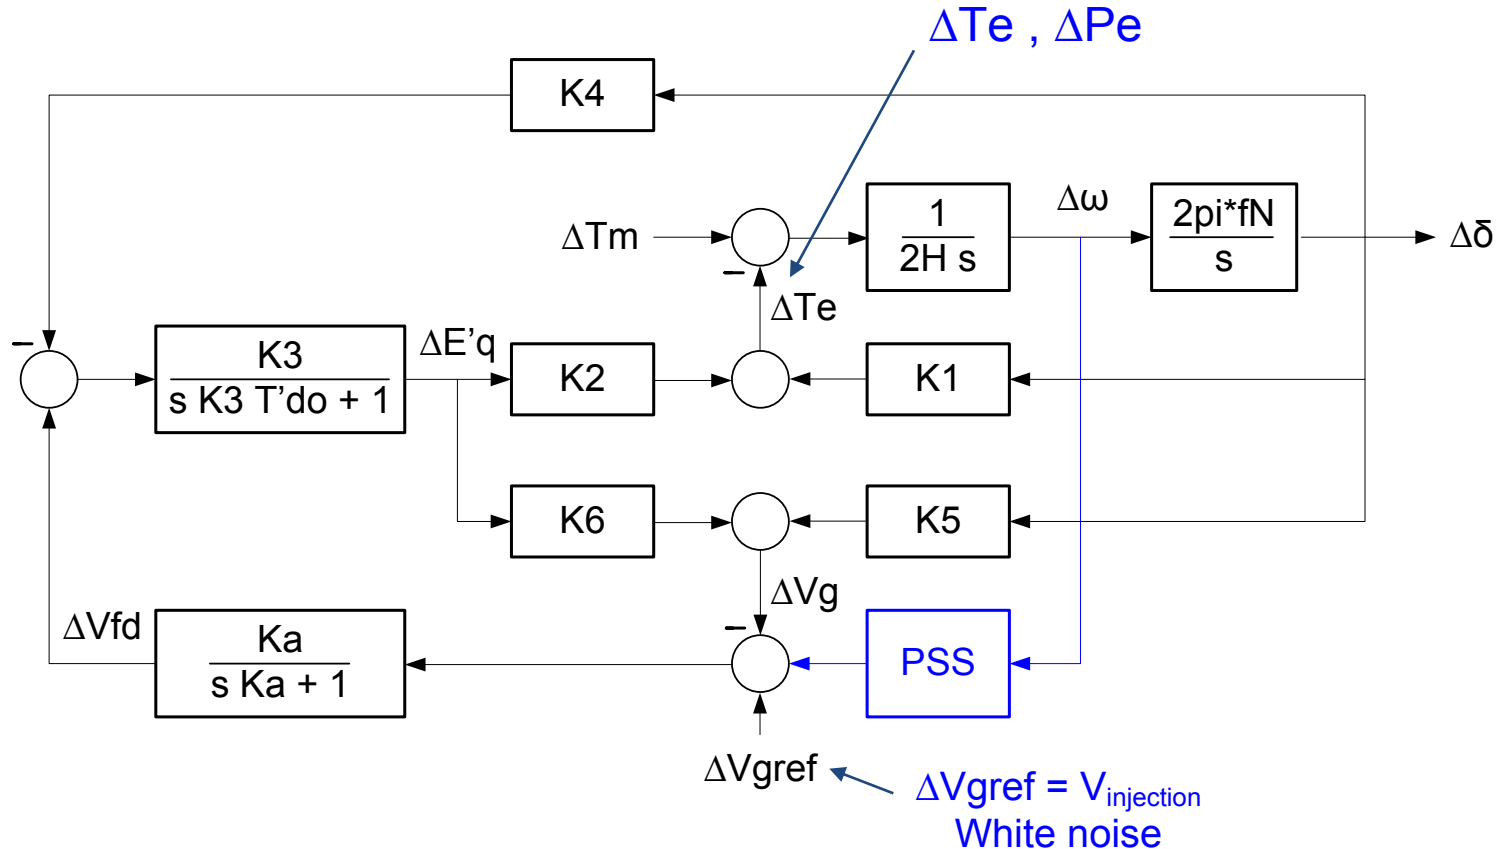 ΔTe , ΔPe
K4
ΔTm
-
1
2H s
Δω
2pi*fN
s
Δδ
ΔTe
-
K3
s K3 T'do + 1
ΔE'q
K2
K1
K6
K5
ΔVg
ΔVfd
Ka
s Ka + 1
-
PSS
ΔVgref
ΔVgref = Vinjection
White noise